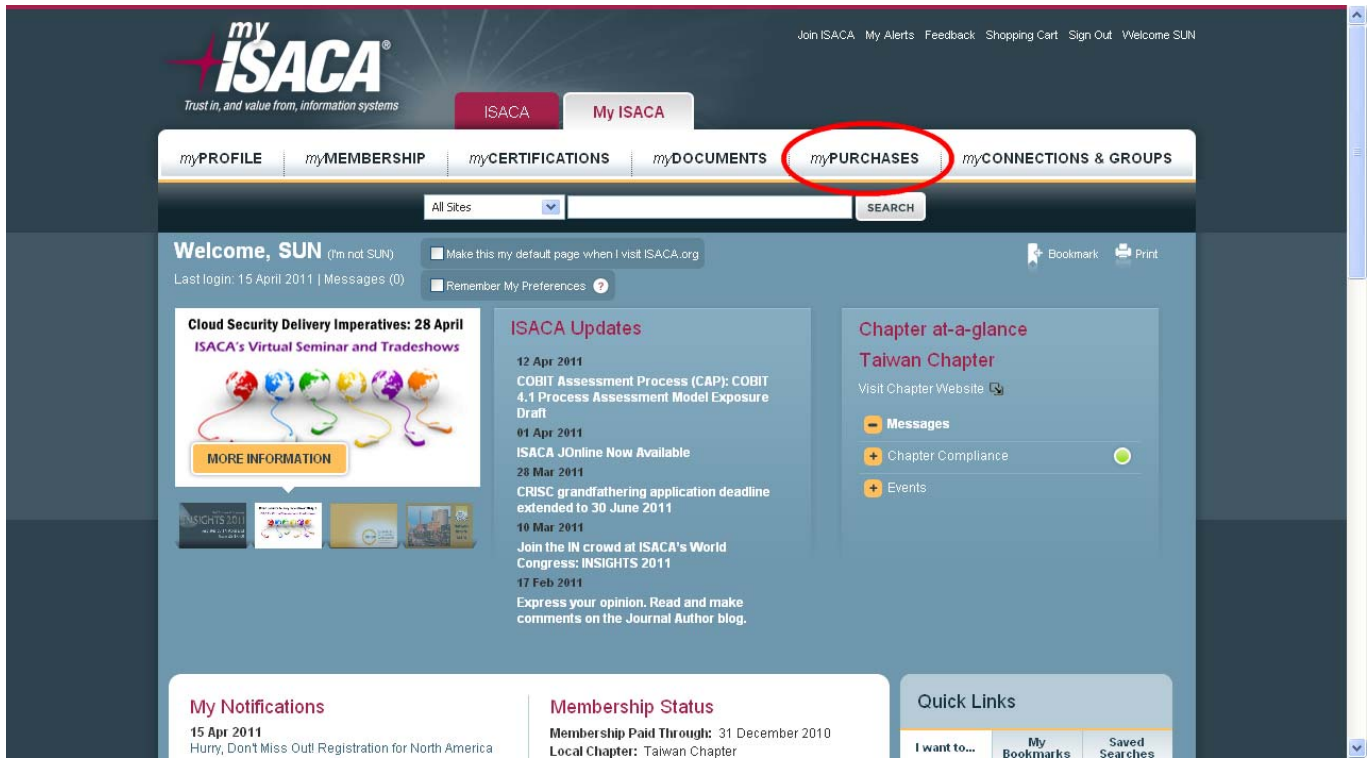 my
ISACA®
Trust in, and value from, information systems
Join ISACA My Alerts Feedback Shopping Cart Sign Out Welcome SUN
ISACA
My ISACA
myPROFILE
myMEMBERSHIP
myCERTIFICATIONS
myDOCUMENTS
myPURCHASES
myCONNECTIONS & GROUPS
All Sites
SEARCH
Welcome, SUN (I'm not SUN)
Last login: 15 April 2011 | Messages (0)
Make this my default page when I visit ISACA.org
Remember My Preferences ?
Bookmark
Print
Cloud Security Delivery Imperatives: 28 April
ISACA's Virtual Seminar and Tradeshows
MORE INFORMATION
INSIGHTS 2011
ISACA Updates
12 Apr 2011
COBIT Assessment Process (CAP): COBIT
4.1 Process Assessment Model Exposure
Draft
01 Apr 2011
ISACA JOnline Now Available
28 Mar 2011
CRISC grandfathering application deadline
extended to 30 June 2011
10 Mar 2011
Join the IN crowd at ISACA's World
Congress: INSIGHTS 2011
17 Feb 2011
Express your opinion. Read and make
comments on the Journal Author blog.
Chapter at-a-glance
Taiwan Chapter
Visit Chapter Website
Messages
Chapter Compliance
Events
My Notifications
15 Apr 2011
Hurry, Don't Miss Out! Registration for North America
Membership Status
Membership Paid Through: 31 December 2010
Local Chapter: Taiwan Chapter
Quick Links
I want to...
My
Bookmarks
Saved
Searches